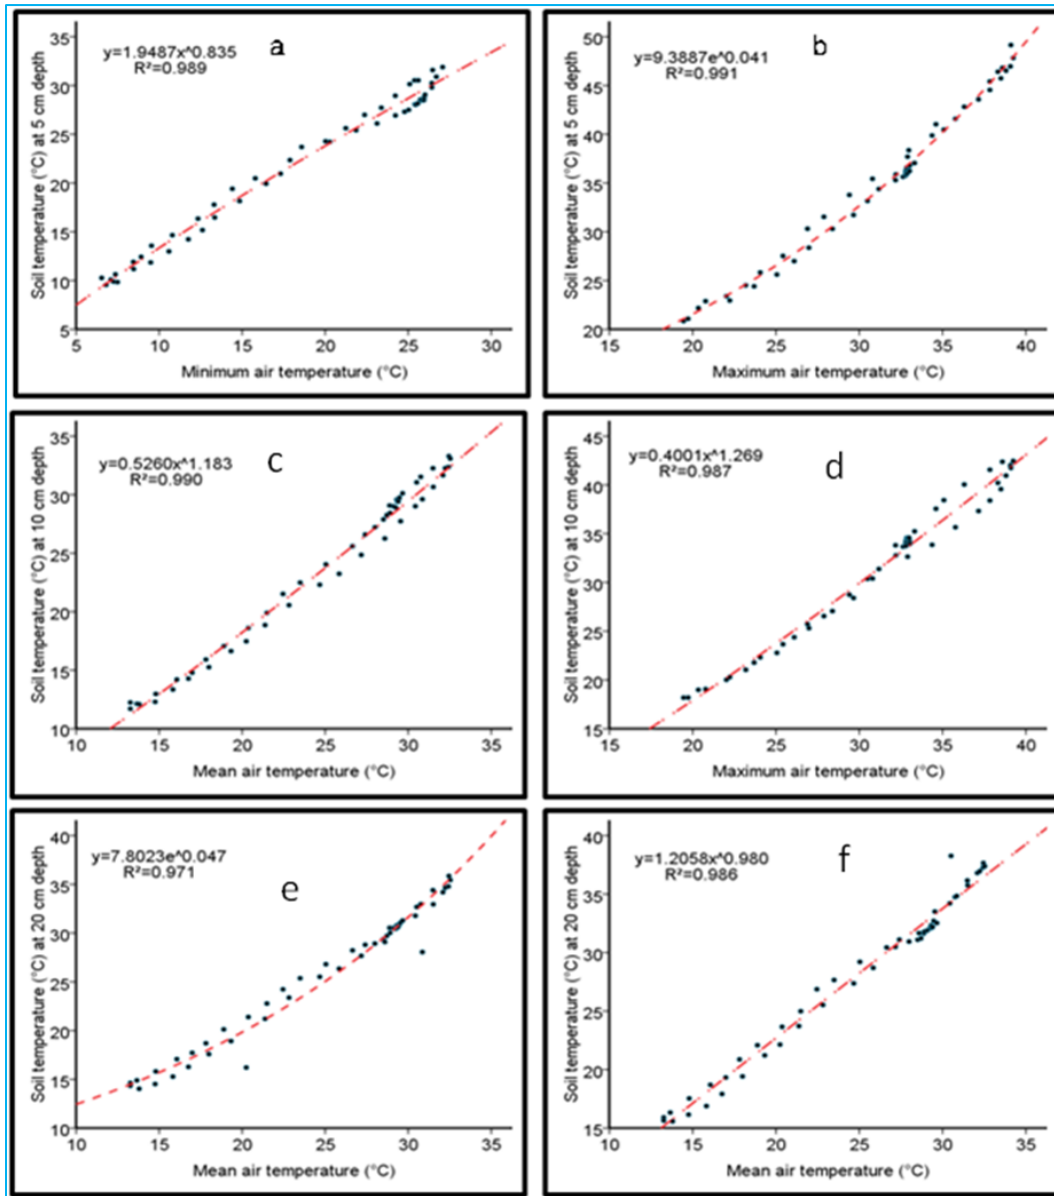 Soil temperature (°C) at 5 cm depth
35
30
25
20
15
10
5
y=1.9487x^0.835
R²=0.989
a
5 10 15 20 25 30
Minimum air temperature (°C)
Soil temperature (°C) at 5 cm depth
50
45
40
35
30
25
20
y=9.3887e^0.041
R²=0.991
b
15 20 25 30 35 40
Maximum air temperature (°C)
Soil temperature (°C) at 10 cm depth
35
30
25
20
15
10
y=0.5260x^1.183
R²=0.990
c
10 15 20 25 30 35
Mean air temperature (°C)
Soil temperature (°C) at 10 cm depth
45
40
35
30
25
20
15
y=0.4001x^1.269
R²=0.987
d
15 20 25 30 35 40
Maximum air temperature (°C)
Soil temperature (°C) at 20 cm depth
40
35
30
25
20
15
10
y=7.8023e^0.047
R²=0.971
e
10 15 20 25 30 35
Mean air temperature (°C)
Soil temperature (°C) at 20 cm depth
40
35
30
25
20
15
y=1.2058x^0.980
R²=0.986
f
10 15 20 25 30 35
Mean air temperature (°C)